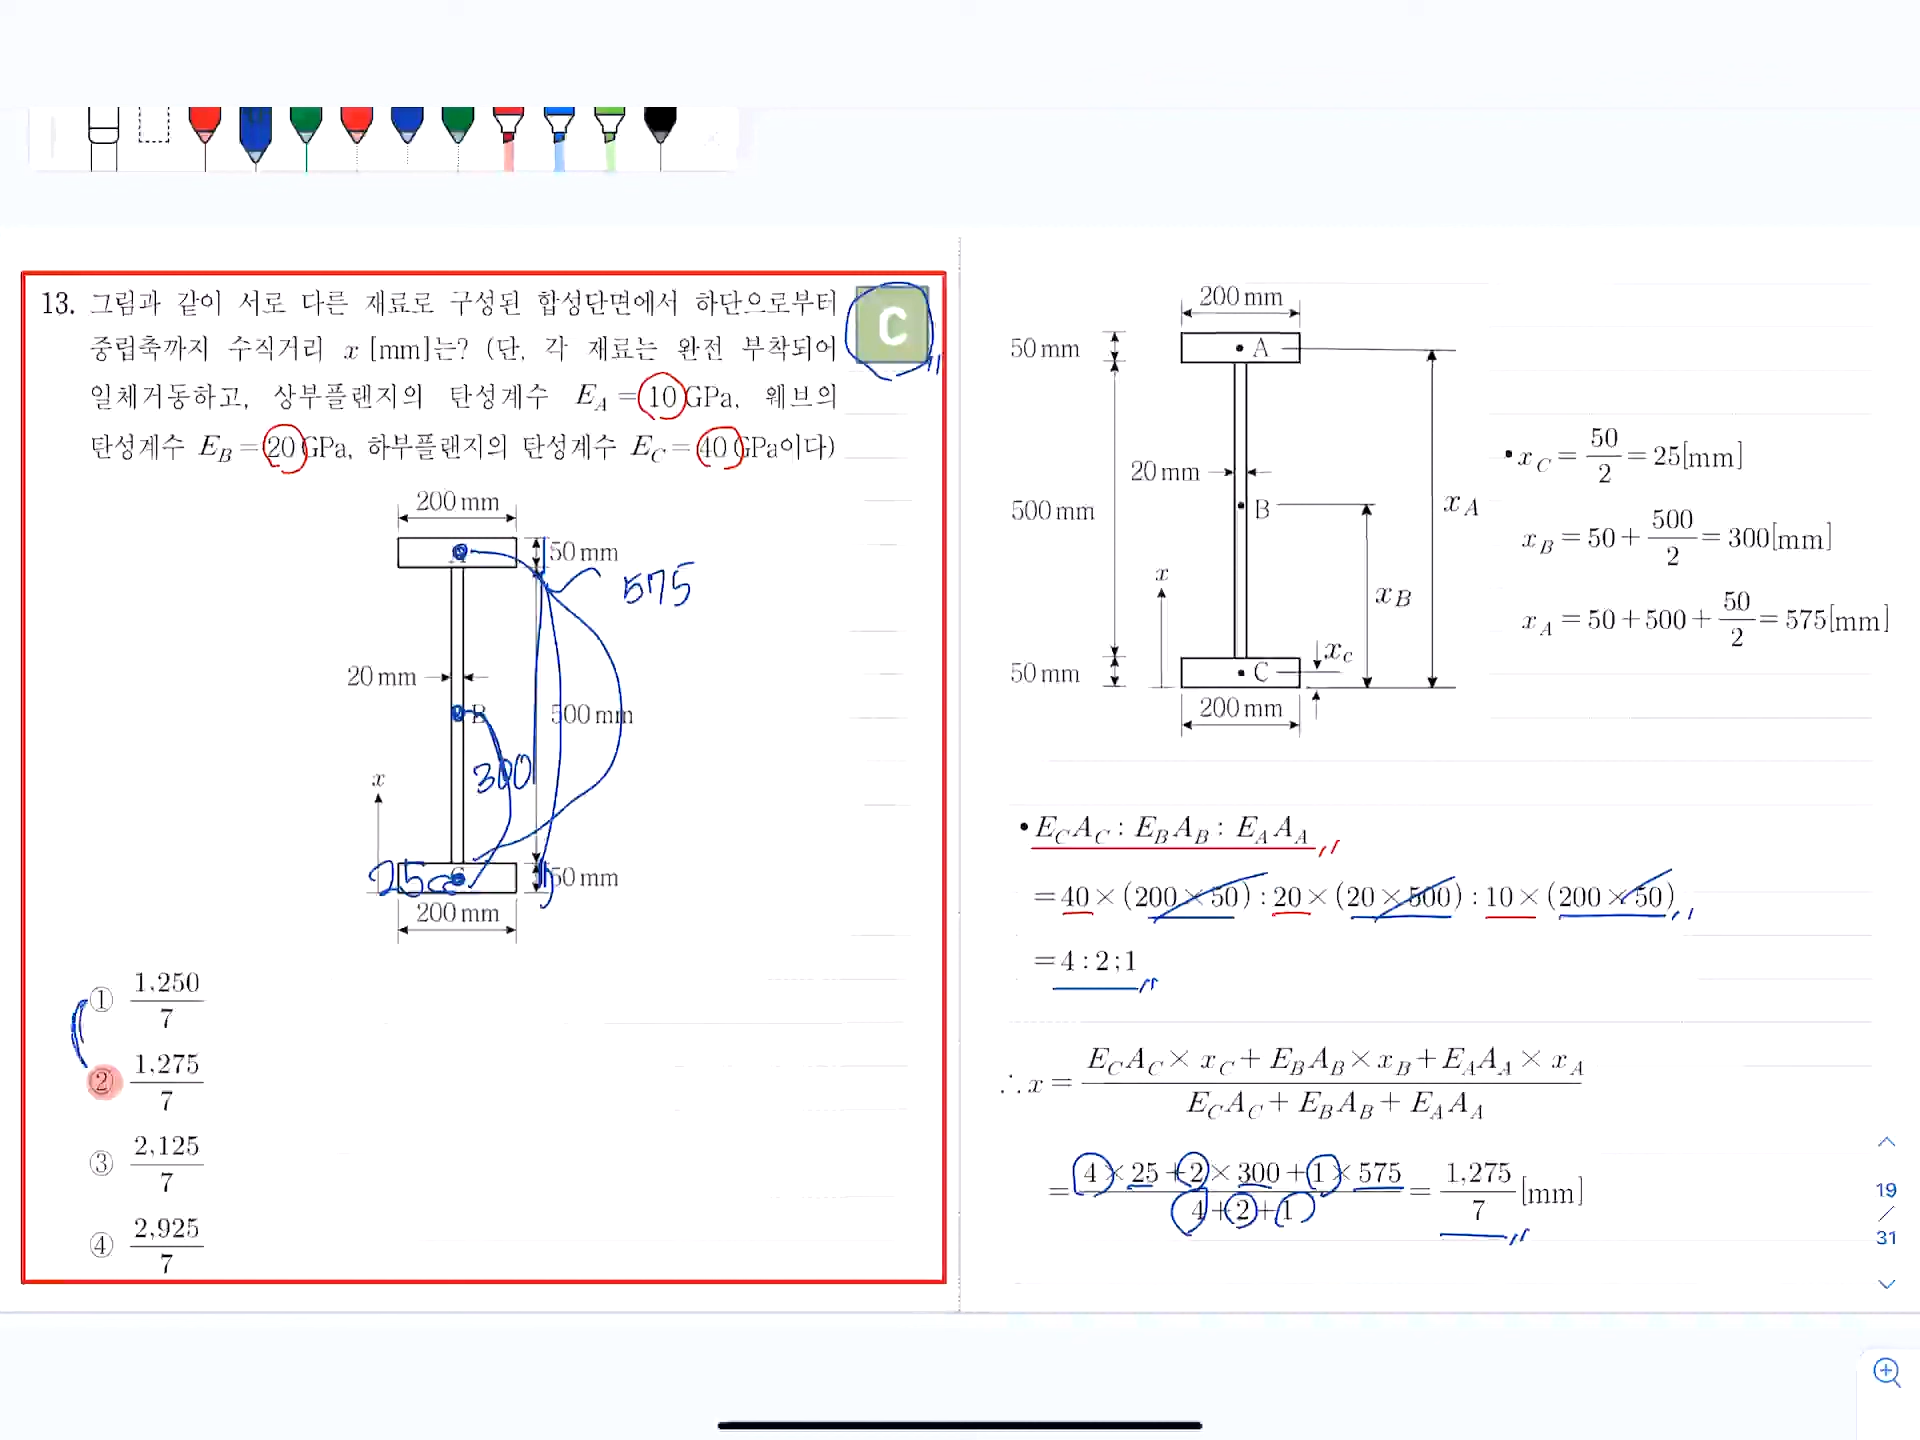 13. 그림과 같이 서로 다른 재료로 구성된 합성단면에서 하단으로부터
중립축까지 수직거리 x [mm]는? (단, 각 재료는 완전 부착되어
일체거동하고, 상부플랜지의 탄성계수 E_A = 10 GPa, 웨브의
탄성계수 E_B = 20 GPa, 하부플랜지의 탄성계수 E_C = 40 GPa이다)
C
200 mm
A
50 mm
575
20 mm
B
500 mm
300
x
25
C
50 mm
200 mm
① 1,250/7
② 1,275/7
③ 2,125/7
④ 2,925/7
200 mm
50 mm
A
20 mm
500 mm
B
x_A
x
x_B
x_C
50 mm
C
200 mm
• x_C = 50/2 = 25[mm]
x_B = 50 + 500/2 = 300[mm]
x_A = 50 + 500 + 50/2 = 575[mm]
• E_C A_C : E_B A_B : E_A A_A
= 40 × (200 × 50) : 20 × (20 × 500) : 10 × (200 × 50)
= 4 : 2 ; 1
∴ x = (E_C A_C × x_C + E_B A_B × x_B + E_A A_A × x_A) / (E_C A_C + E_B A_B + E_A A_A)
= (4 × 25 + 2 × 300 + 1 × 575) / (4 + 2 + 1) = 1,275/7 [mm]
19
/
31